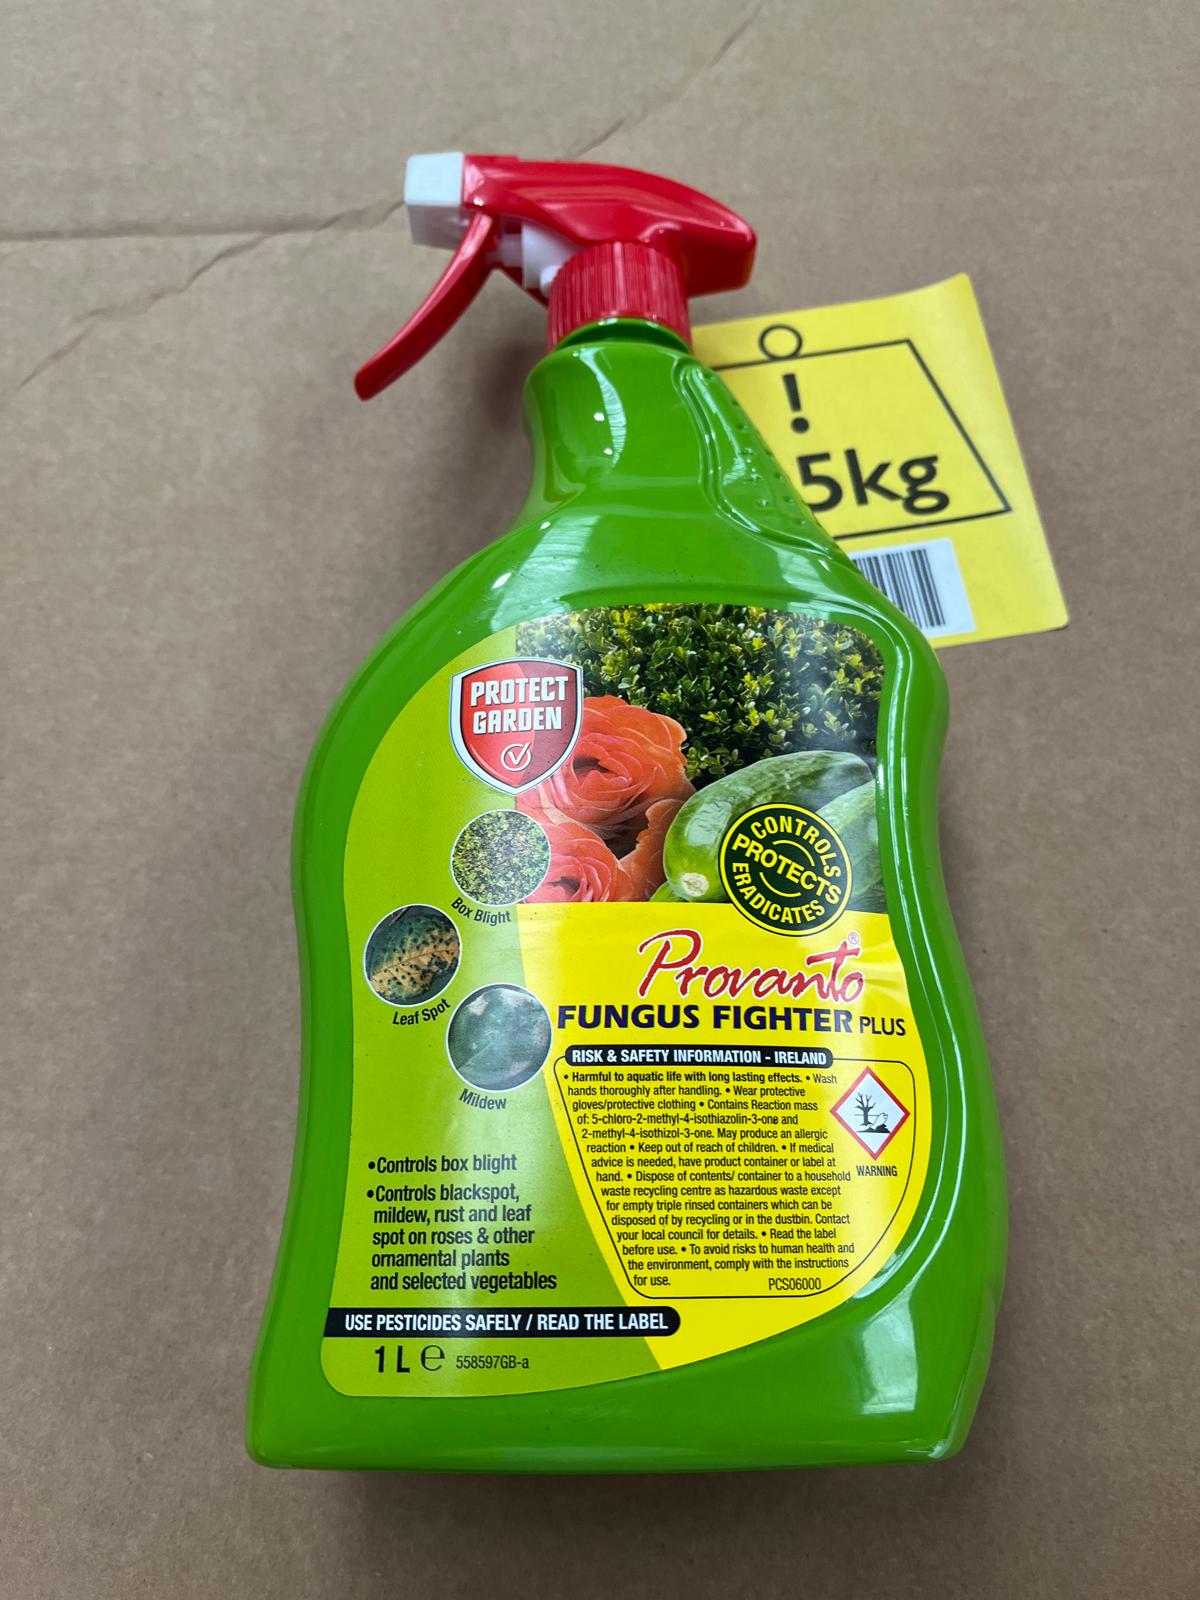 !
5kg
PROTECT
GARDEN
CONTROLS
PROTECTS
ERADICATES
Box Blight
Leaf Spot
Mildew
Provanto®
FUNGUS FIGHTER PLUS
RISK & SAFETY INFORMATION - IRELAND
• Harmful to aquatic life with long lasting effects. • Wash
hands thoroughly after handling. • Wear protective
gloves/protective clothing • Contains Reaction mass
of: 5-chloro-2-methyl-4-isothiazolin-3-one and
2-methyl-4-isothizol-3-one. May produce an allergic
reaction • Keep out of reach of children. • If medical
advice is needed, have product container or label at
hand. • Dispose of contents/ container to a household
waste recycling centre as hazardous waste except
for empty triple rinsed containers which can be
disposed of by recycling or in the dustbin. Contact
your local council for details. • Read the label
before use. • To avoid risks to human health and
the environment, comply with the instructions
for use. PCS06000
WARNING
•Controls box blight
•Controls blackspot,
mildew, rust and leaf
spot on roses & other
ornamental plants
and selected vegetables
USE PESTICIDES SAFELY / READ THE LABEL
1 L e 558597GB-a